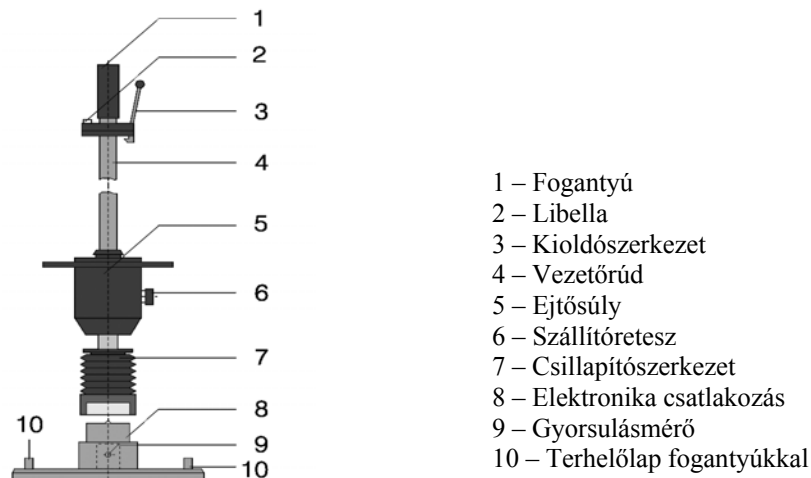 1
2
3
4
5
6
7
8
9
10
10
1 – Fogantyú
2 – Libella
3 – Kioldószerkezet
4 – Vezetőrúd
5 – Ejtősúly
6 – Szállítóretesz
7 – Csillapítószerkezet
8 – Elektronika csatlakozás
9 – Gyorsulásmérő
10 – Terhelőlap fogantyúkkal